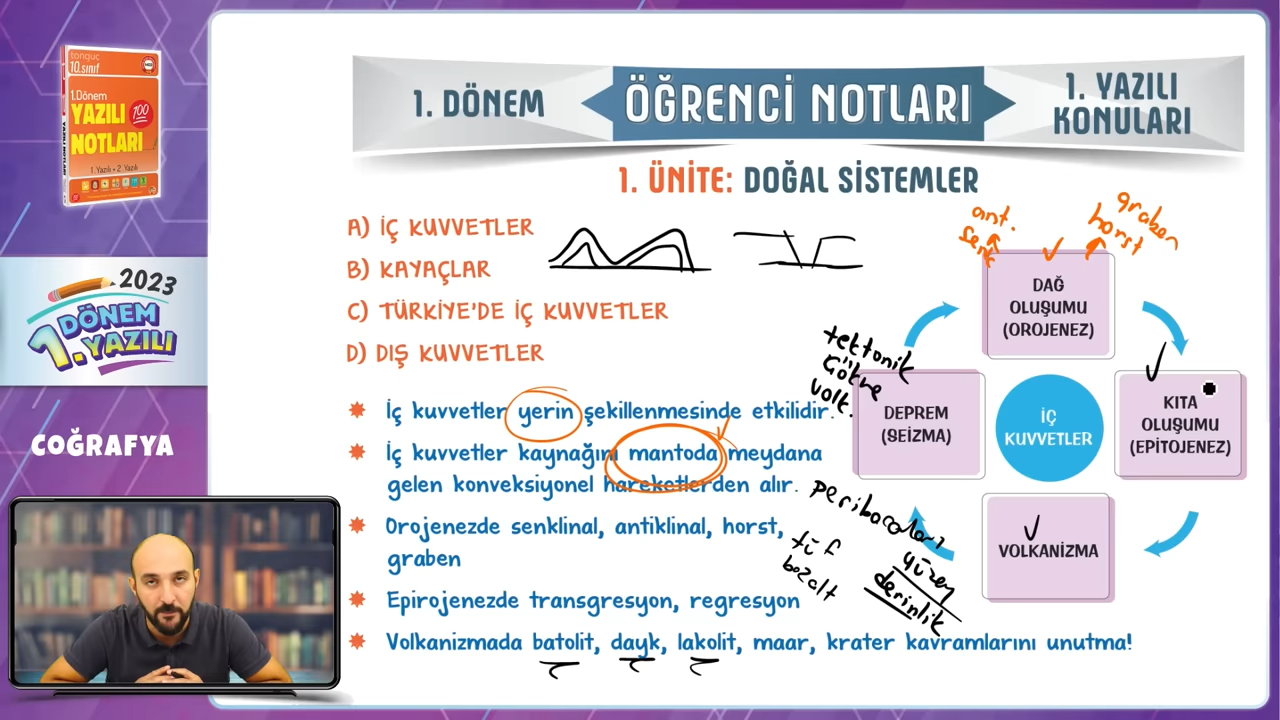 tonguç
10.sınıf
1.Dönem
YAZILI
100
NOTLARI
YAZILI NOTLARI
1. Yazılı + 2. Yazılı
2023
1. DÖNEM
YAZILI
COĞRAFYA
1. DÖNEM
ÖĞRENCİ NOTLARI
1. YAZILI
KONULARI
1. ÜNİTE: DOĞAL SİSTEMLER
A) İÇ KUVVETLER
B) KAYAÇLAR
C) TÜRKİYE'DE İÇ KUVVETLER
D) DIŞ KUVVETLER
İç kuvvetler yerin şekillenmesinde etkilidir.
İç kuvvetler kaynağını mantoda meydana
gelen konveksiyonel hareketlerden alır.
Orojenezde senklinal, antiklinal, horst,
graben
Epirojenezde transgresyon, regresyon
Volkanizmada batolit, dayk, lakolit, maar, krater kavramlarını unutma!
ant.
senk
graben
horst
DAĞ
OLUŞUMU
(OROJENEZ)
tektonik
Çökme
volk.
DEPREM
(SEİZMA)
İÇ
KUVVETLER
KITA
OLUŞUMU
(EPİTOJENEZ)
VOLKANİZMA
peribacaları
tüf
bazalt
yüzey
derinlik